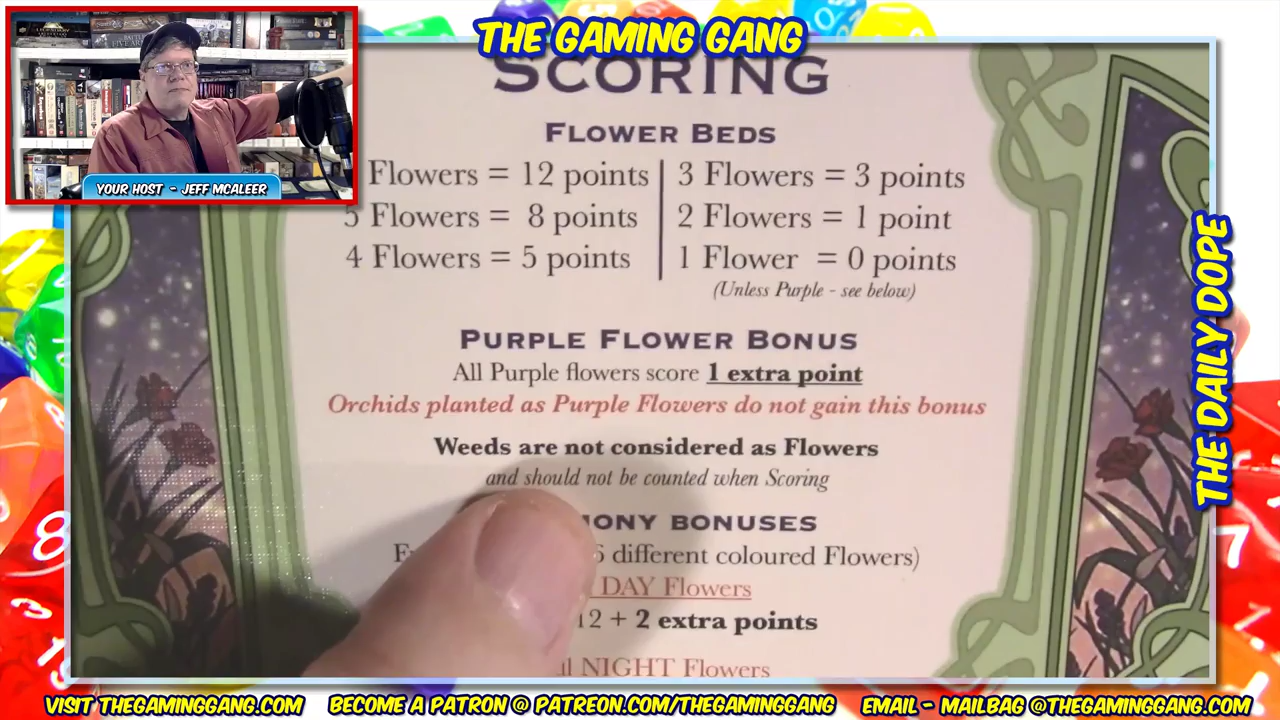 THE GAMING GANG
SCORING
FLOWER BEDS
Flowers = 12 points
5 Flowers = 8 points
4 Flowers = 5 points
3 Flowers = 3 points
2 Flowers = 1 point
1 Flower = 0 points
(Unless Purple - see below)
PURPLE FLOWER BONUS
All Purple flowers score 1 extra point
Orchids planted as Purple Flowers do not gain this bonus
Weeds are not considered as Flowers
and should not be counted when Scoring
BONUSES
different coloured Flowers)
DAY Flowers
12 + 2 extra points
NIGHT Flowers
YOUR HOST - JEFF MCALEER
THE DAILY DOPE
VISIT THEGAMINGGANG.COM
BECOME A PATRON @ PATREON.COM/THEGAMINGGANG
EMAIL - MAILBAG @THEGAMINGGANG.COM